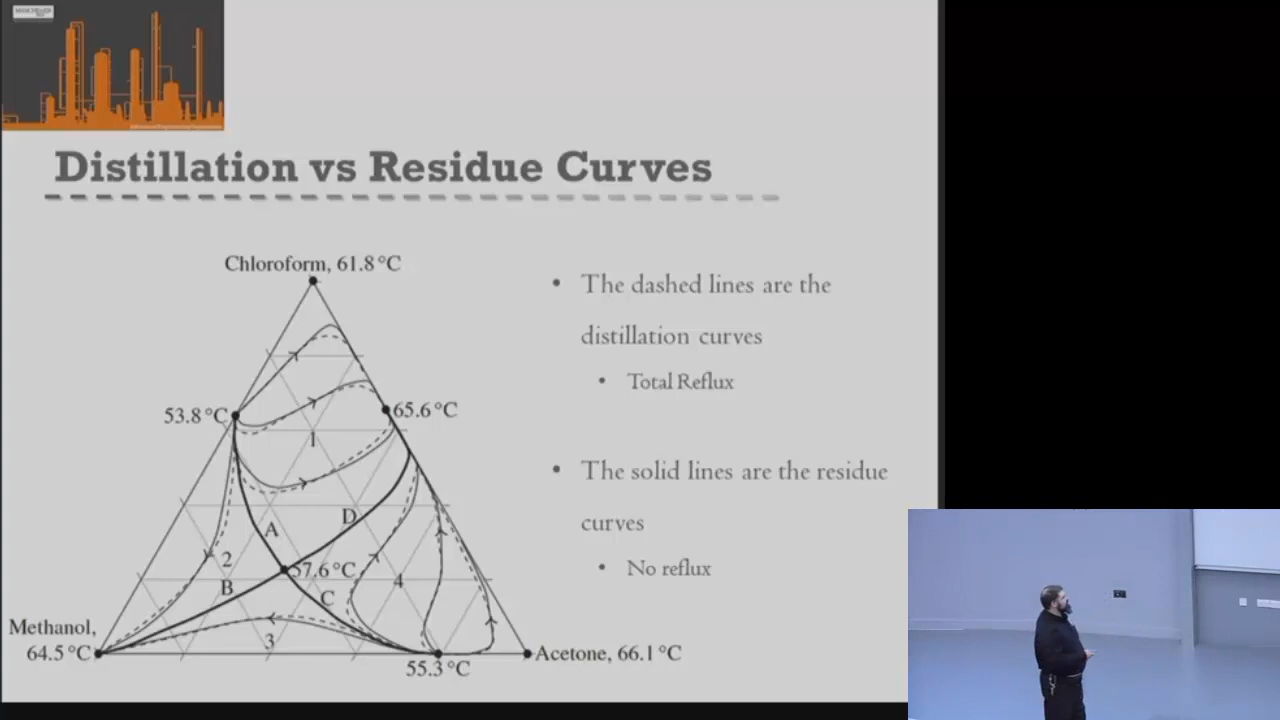 MANCHESTER
Distillation vs Residue Curves
Chloroform, 61.8 °C
53.8 °C
65.6 °C
1
A
D
2
57.6 °C
B
C
4
3
Methanol,
64.5 °C
55.3 °C
Acetone, 66.1 °C
• The dashed lines are the
distillation curves
• Total Reflux
• The solid lines are the residue
curves
• No reflux